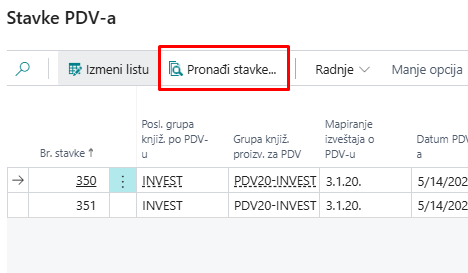 Stavke PDV-a
Izmeni listu Pronađi stavke... Radnje Manje opcija
Br. stavke ↑ Posl. grupa knjiž. po PDV-u Grupa knjiž. proizv. za PDV Mapiranje izveštaja o PDV-u Datum PDV a
350 INVEST PDV20-INVEST 3.1.20. 5/14/202
351 INVEST PDV20-INVEST 3.1.20. 5/14/202